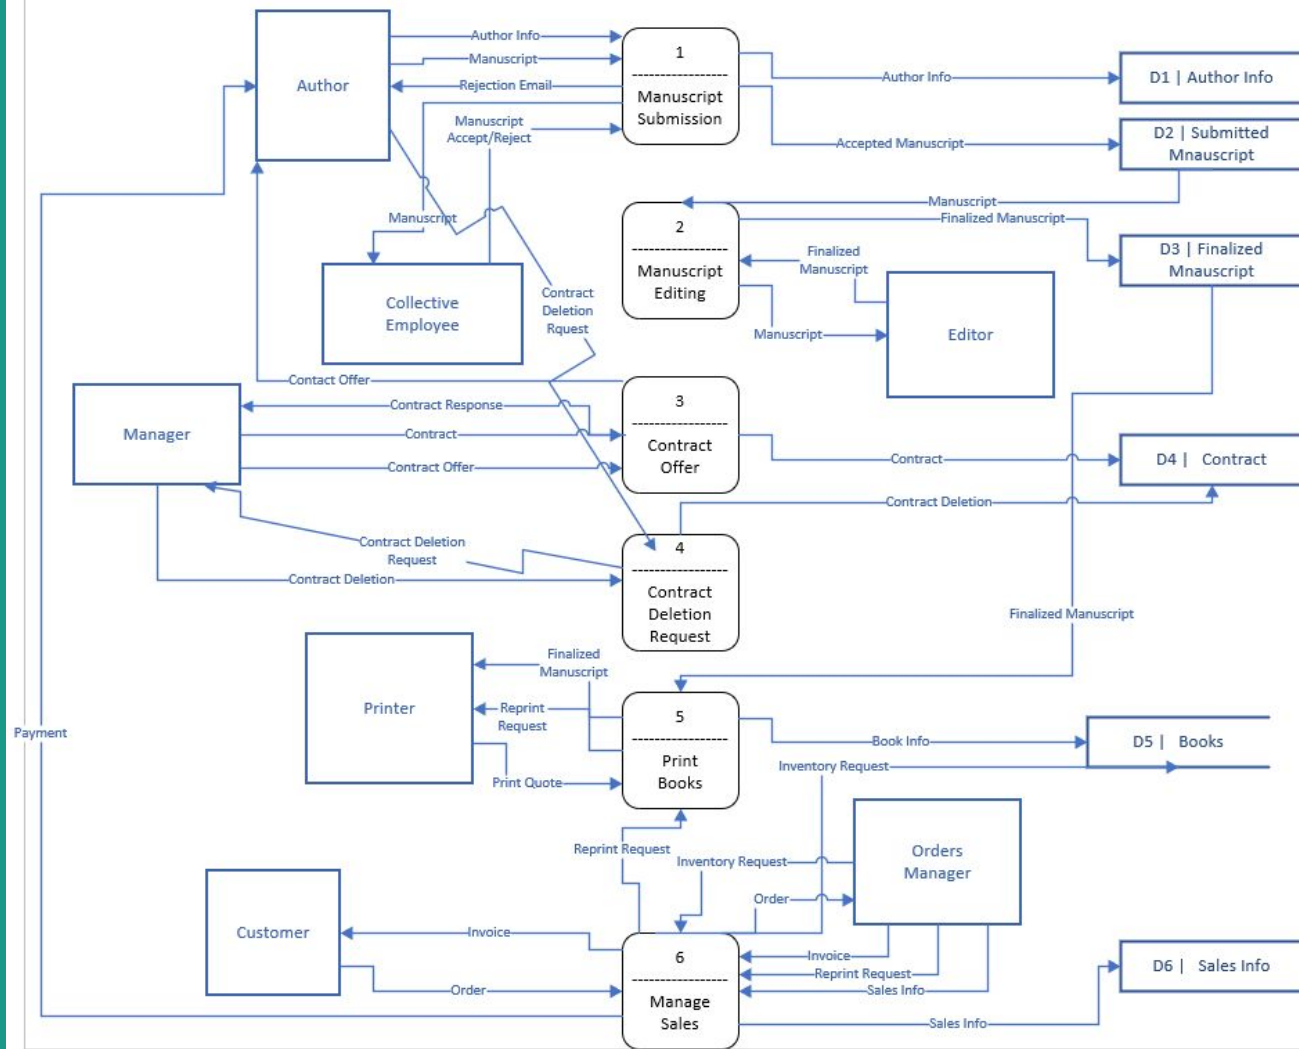 Author Info
Manuscript
Rejection Email
Manuscript
Accept/Reject
Author
1
Manuscript
Submission
Author Info
D1 | Author Info
Accepted Manuscript
D2 | Submitted
Mnauscript
Manuscript
Finalized Manuscript
Manuscript
2
Manuscript
Editing
Finalized
Manuscript
D3 | Finalized
Mnauscript
Collective
Employee
Contract
Deletion
Rquest
Manuscript
Editor
Contact Offer
Contract Response
Contract
Contract Offer
Manager
3
Contract
Offer
Contract
D4 | Contract
Contract Deletion
Contract Deletion
Request
Contract Deletion
4
Contract
Deletion
Request
Finalized Manuscript
Finalized
Manuscript
Printer
Reprint
Request
Print Quote
5
Print
Books
Book Info
D5 | Books
Inventory Request
Payment
Reprint Request
Inventory Request
Order
Orders
Manager
Customer
Invoice
Order
6
Manage
Sales
Invoice
Reprint Request
Sales Info
Sales Info
D6 | Sales Info